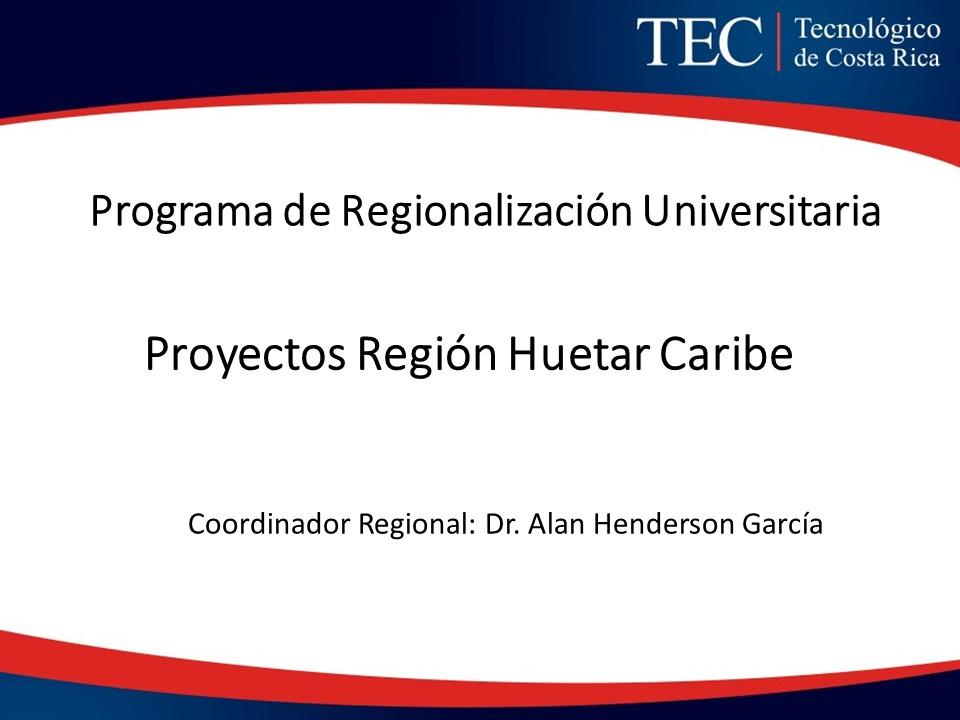 TEC | Tecnológico
de Costa Rica
Programa de Regionalización Universitaria
Proyectos Región Huetar Caribe
Coordinador Regional: Dr. Alan Henderson García